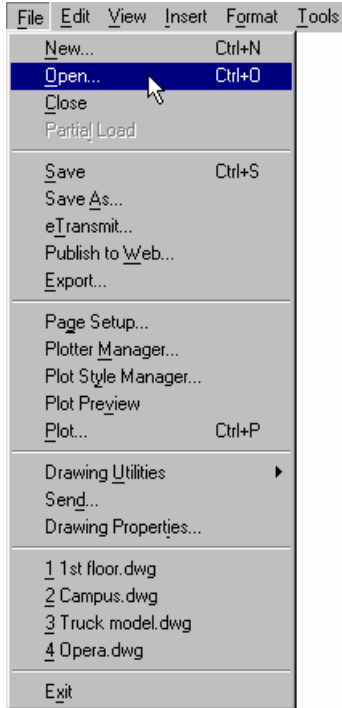 File Edit View Insert Format Tools
New... Ctrl+N
Open... Ctrl+O
Close
Partial Load
Save Ctrl+S
Save As...
eTransmit...
Publish to Web...
Export...
Page Setup...
Plotter Manager...
Plot Style Manager...
Plot Preview
Plot... Ctrl+P
Drawing Utilities
Send...
Drawing Properties...
1 1st floor.dwg
2 Campus.dwg
3 Truck model.dwg
4 Opera.dwg
Exit